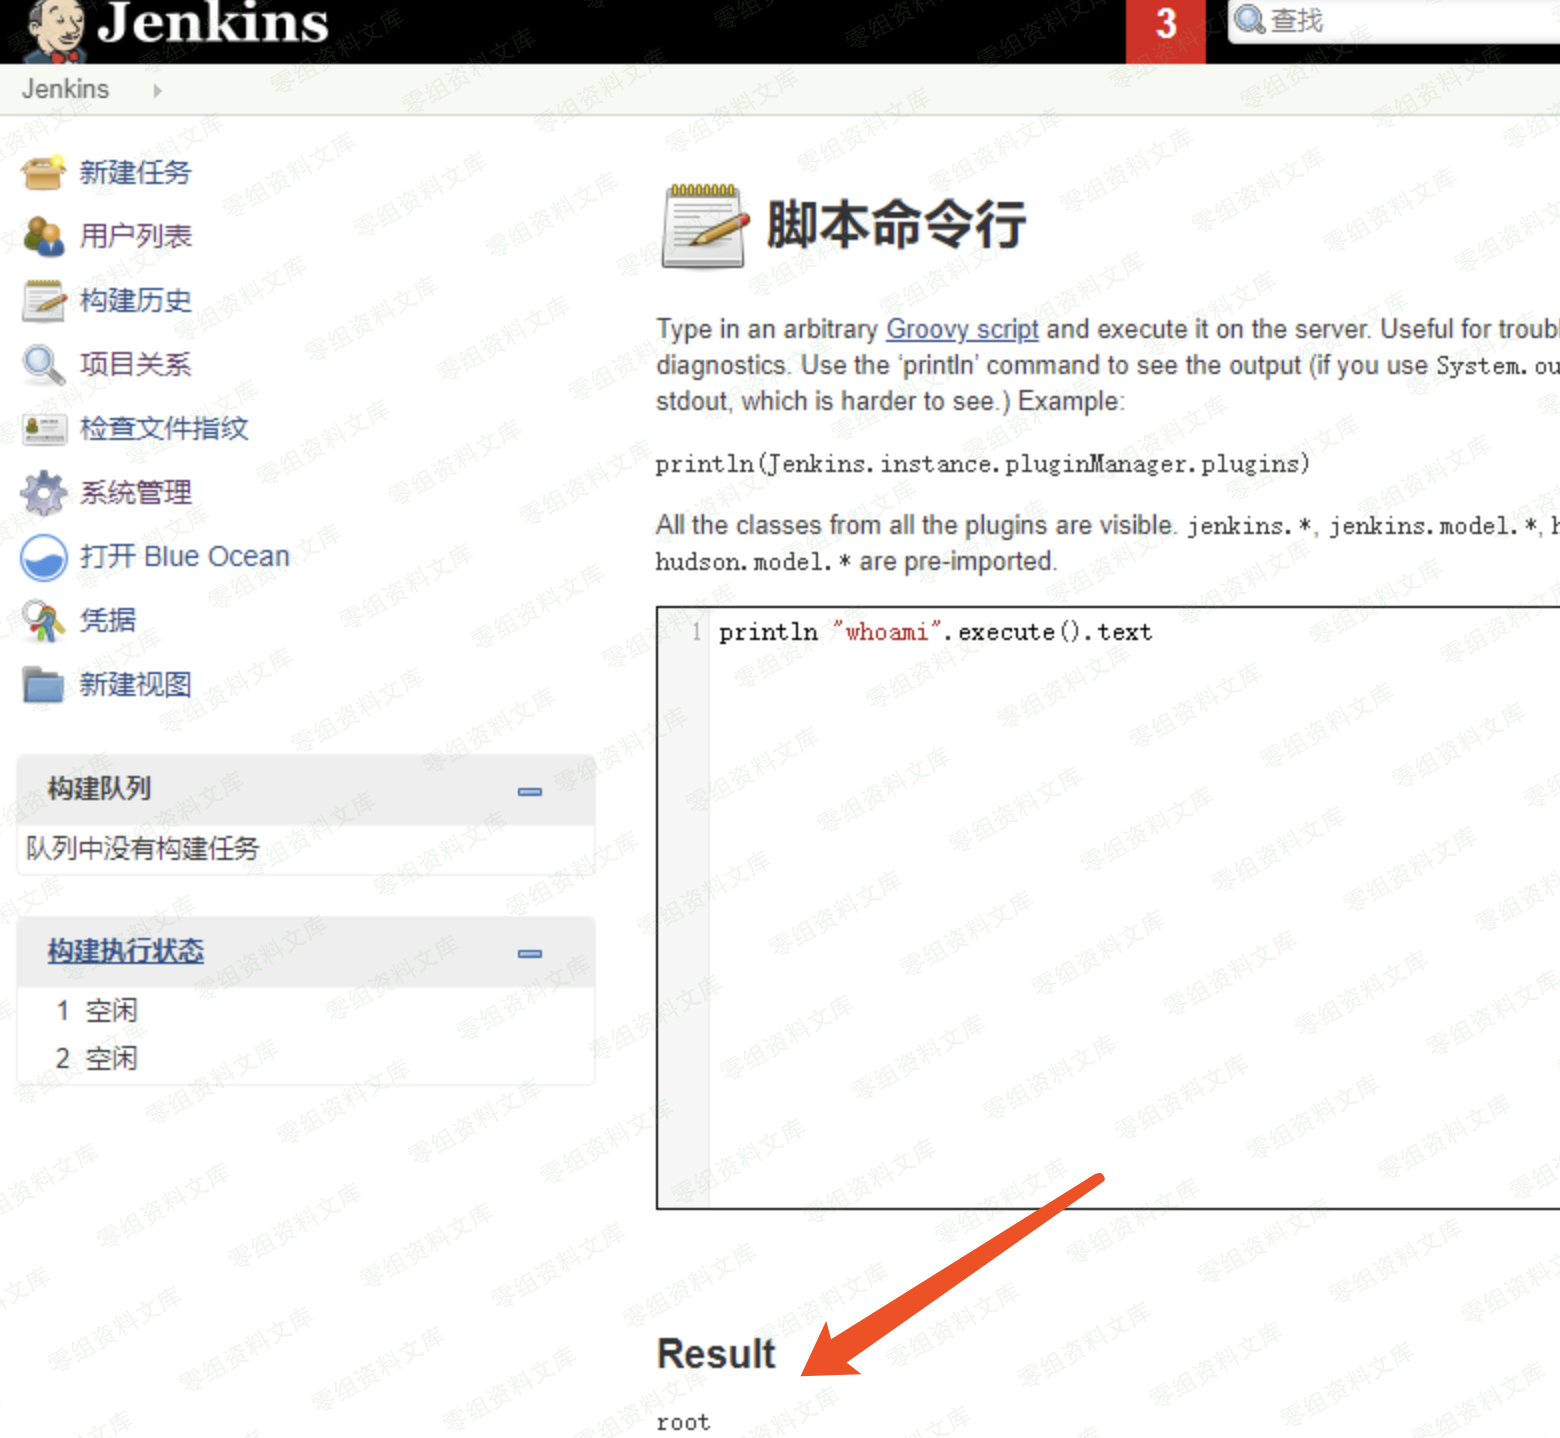 Jenkins
3
查找
Jenkins
新建任务
用户列表
构建历史
项目关系
检查文件指纹
系统管理
打开 Blue Ocean
凭据
新建视图
构建队列
队列中没有构建任务
构建执行状态
1 空闲
2 空闲
脚本命令行
Type in an arbitrary Groovy script and execute it on the server. Useful for
diagnostics. Use the ‘println’ command to see the output (if you use
stdout, which is harder to see.) Example:
println(Jenkins.instance.pluginManager.plugins)
All the classes from all the plugins are visible. jenkins.*, jenkins.model.*,
hudson.model.* are pre-imported.
1 println "whoami".execute().text
Result
root
零组资料文库